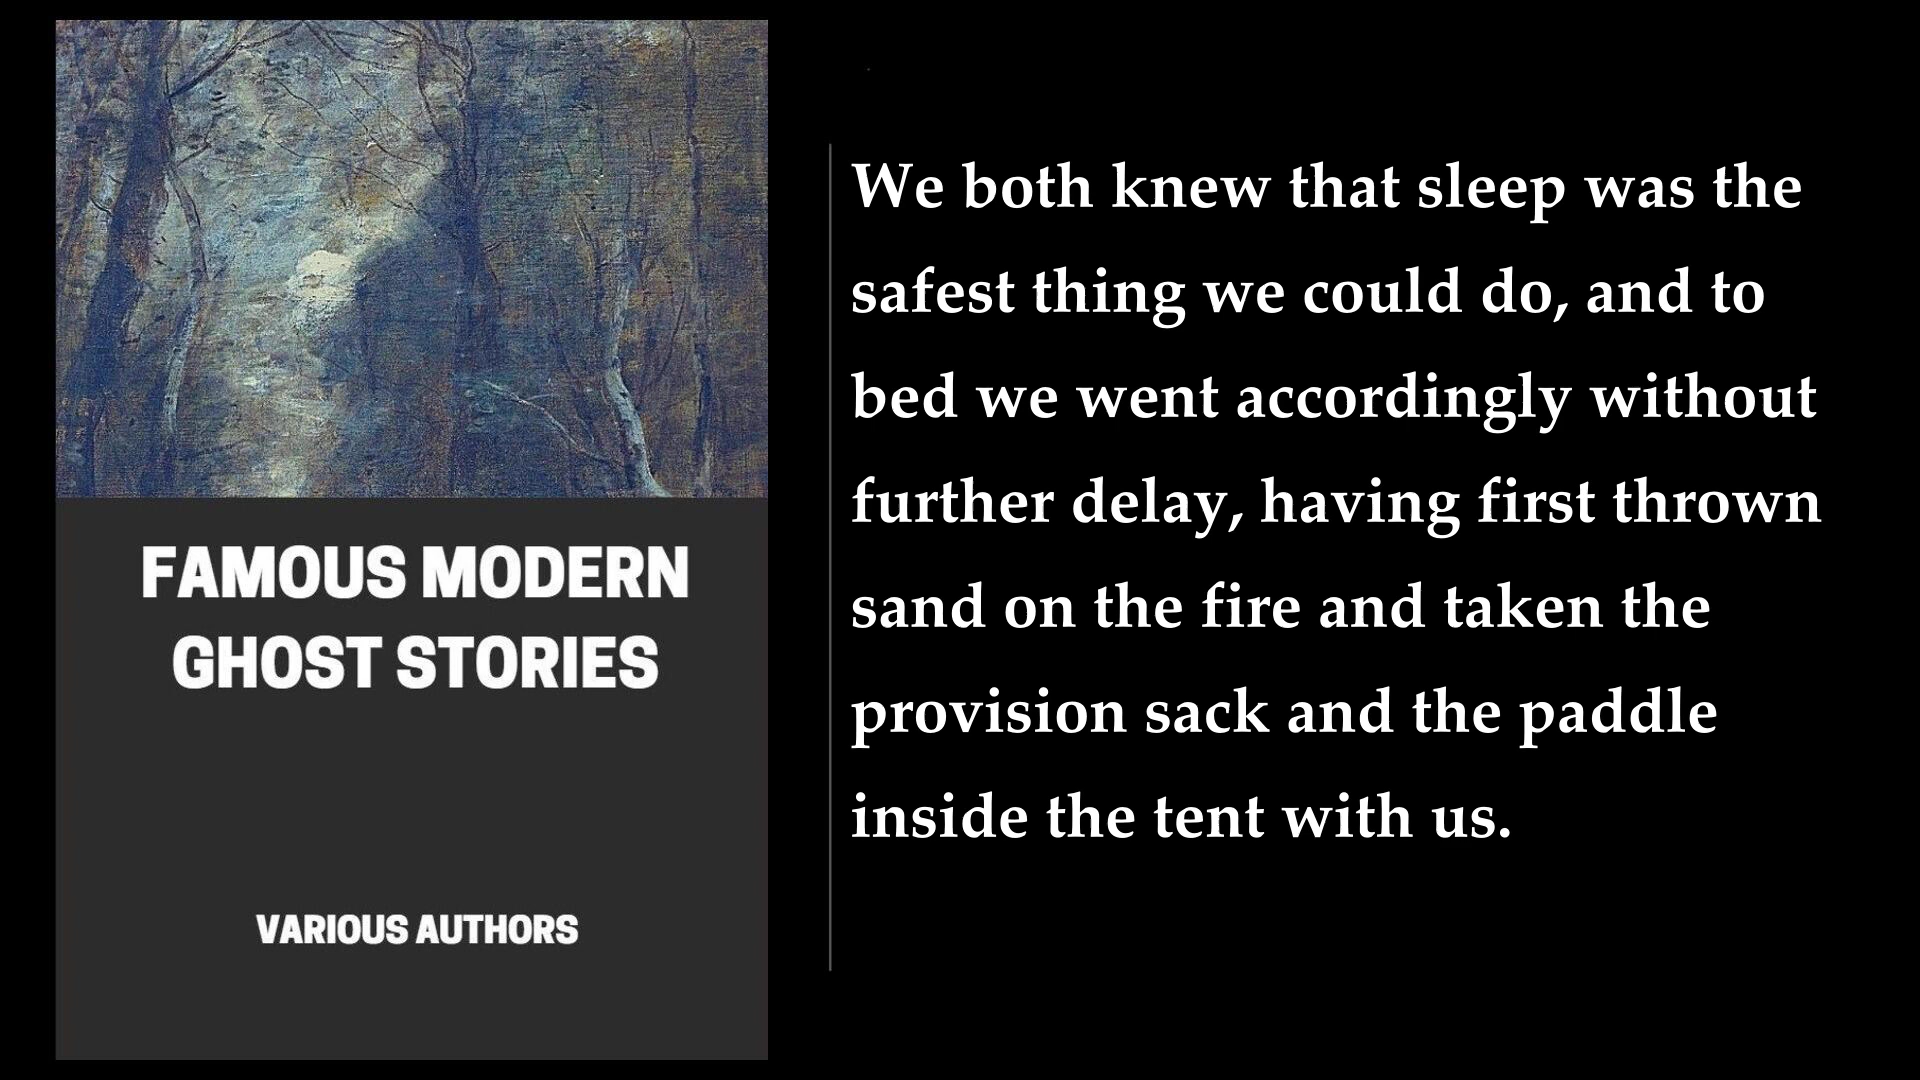 FAMOUS MODERN
GHOST STORIES
VARIOUS AUTHORS
We both knew that sleep was the
safest thing we could do, and to
bed we went accordingly without
further delay, having first thrown
sand on the fire and taken the
provision sack and the paddle
inside the tent with us.